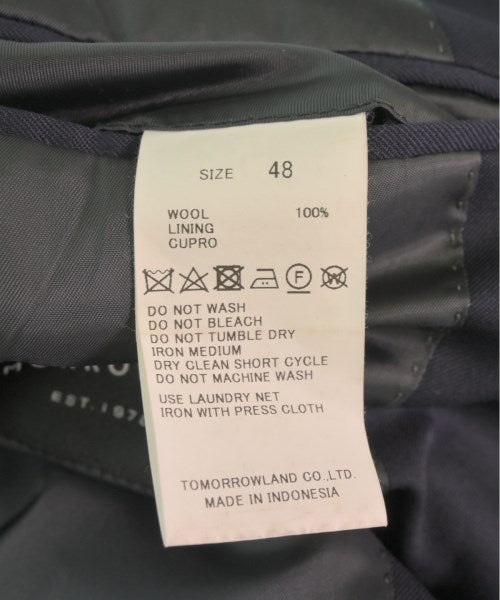 SIZE 48
WOOL 100%
LINING
CUPRO
F W
DO NOT WASH
DO NOT BLEACH
DO NOT TUMBLE DRY
IRON MEDIUM
DRY CLEAN SHORT CYCLE
DO NOT MACHINE WASH
USE LAUNDRY NET
IRON WITH PRESS CLOTH
EST.197
TOMORROWLAND CO.,LTD.
MADE IN INDONESIA